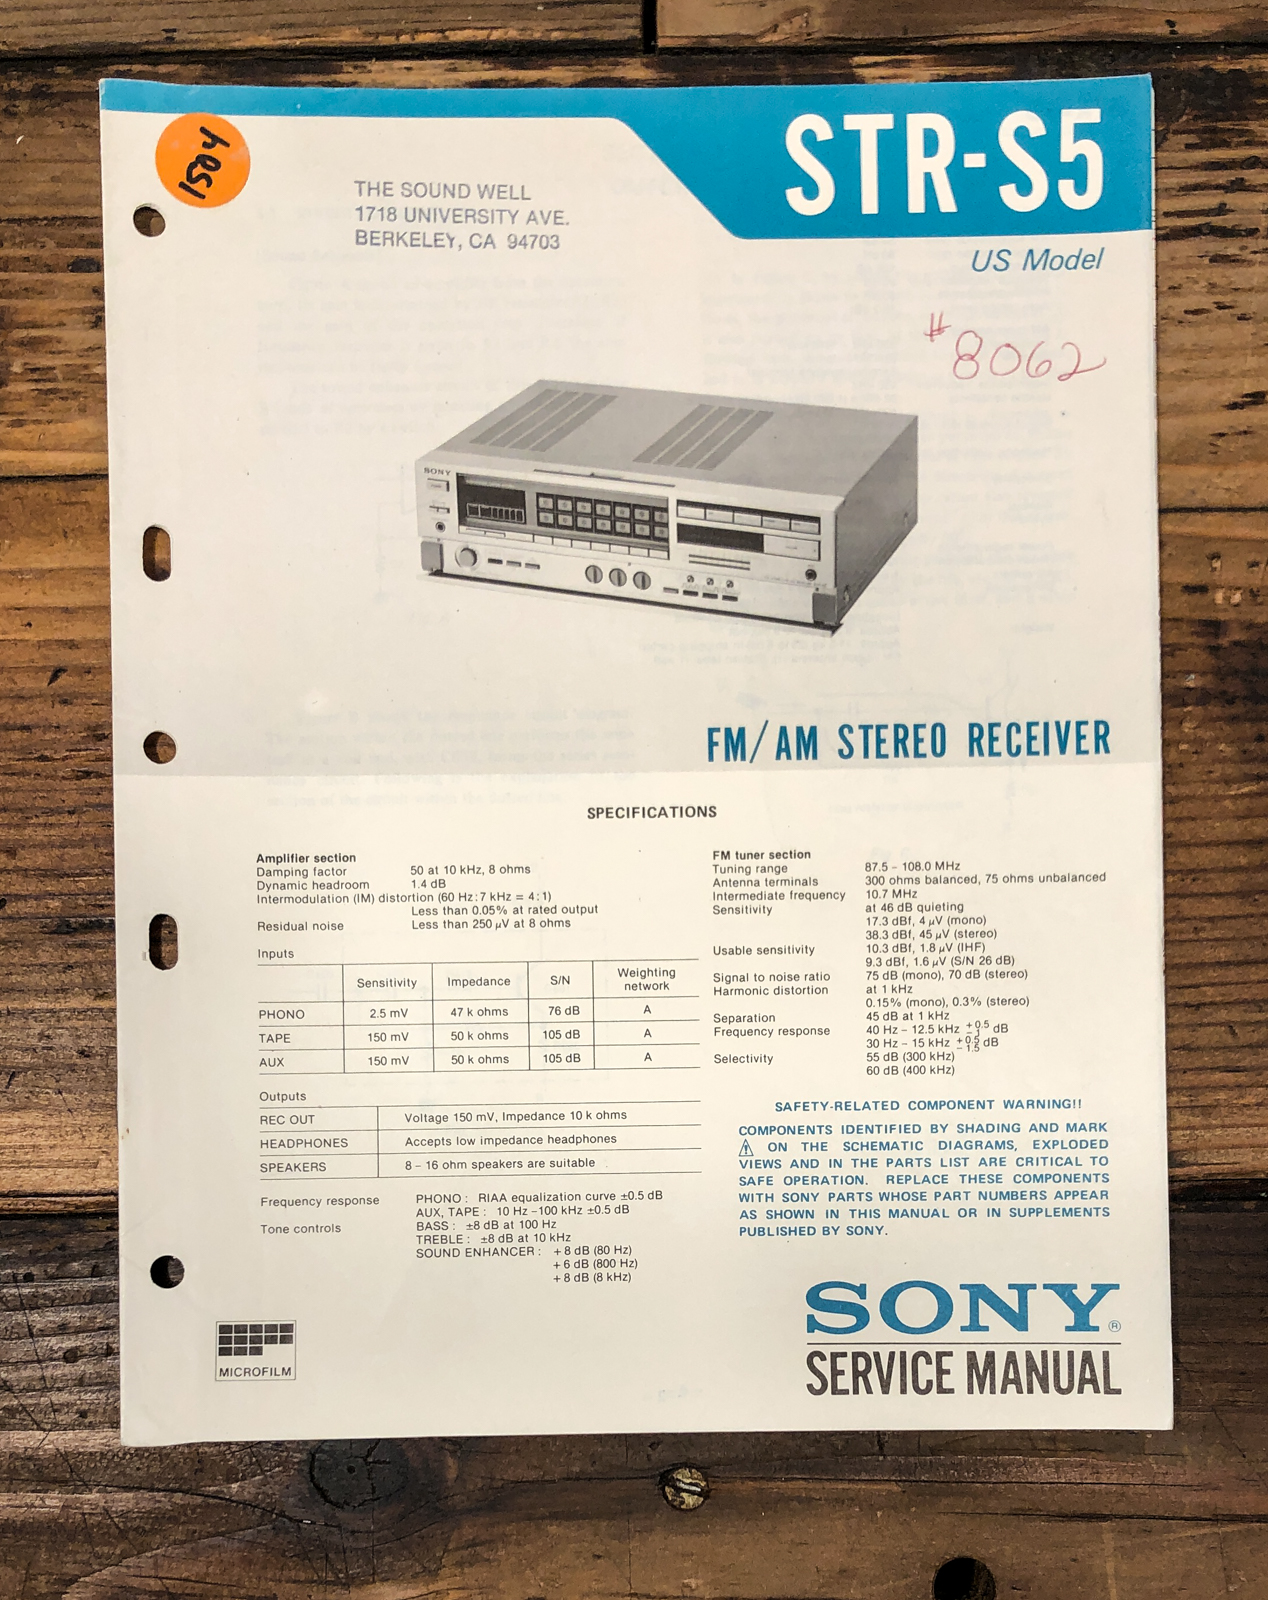 STR-S5
US Model
1504
THE SOUND WELL
1718 UNIVERSITY AVE.
BERKELEY, CA 94703
# 8062
SONY
FM/AM STEREO RECEIVER
SPECIFICATIONS
Amplifier section
Damping factor 50 at 10 kHz, 8 ohms
Dynamic headroom 1.4 dB
Intermodulation (IM) distortion (60 Hz : 7 kHz = 4 : 1)
Less than 0.05% at rated output
Residual noise Less than 250 μV at 8 ohms
Inputs
Sensitivity Impedance S/N Weighting network
PHONO 2.5 mV 47 k ohms 76 dB A
TAPE 150 mV 50 k ohms 105 dB A
AUX 150 mV 50 k ohms 105 dB A
Outputs
REC OUT Voltage 150 mV, Impedance 10 k ohms
HEADPHONES Accepts low impedance headphones
SPEAKERS 8 – 16 ohm speakers are suitable
Frequency response PHONO : RIAA equalization curve ±0.5 dB
AUX, TAPE : 10 Hz – 100 kHz ±0.5 dB
Tone controls BASS : ±8 dB at 100 Hz
TREBLE : ±8 dB at 10 kHz
SOUND ENHANCER : + 8 dB (80 Hz)
+ 6 dB (800 Hz)
+ 8 dB (8 kHz)
FM tuner section
Tuning range 87.5 – 108.0 MHz
Antenna terminals 300 ohms balanced, 75 ohms unbalanced
Intermediate frequency 10.7 MHz
Sensitivity at 46 dB quieting
17.3 dBf, 4 μV (mono)
38.3 dBf, 45 μV (stereo)
Usable sensitivity 10.3 dBf, 1.8 μV (IHF)
9.3 dBf, 1.6 μV (S/N 26 dB)
Signal to noise ratio 75 dB (mono), 70 dB (stereo)
Harmonic distortion at 1 kHz
0.15% (mono), 0.3% (stereo)
Separation 45 dB at 1 kHz
Frequency response 40 Hz – 12.5 kHz +0.5 −1 dB
30 Hz – 15 kHz +0.5 −1.5 dB
Selectivity 55 dB (300 kHz)
60 dB (400 kHz)
SAFETY-RELATED COMPONENT WARNING!!
COMPONENTS IDENTIFIED BY SHADING AND MARK
⚠ ON THE SCHEMATIC DIAGRAMS, EXPLODED
VIEWS AND IN THE PARTS LIST ARE CRITICAL TO
SAFE OPERATION. REPLACE THESE COMPONENTS
WITH SONY PARTS WHOSE PART NUMBERS APPEAR
AS SHOWN IN THIS MANUAL OR IN SUPPLEMENTS
PUBLISHED BY SONY.
MICROFILM
SONY®
SERVICE MANUAL